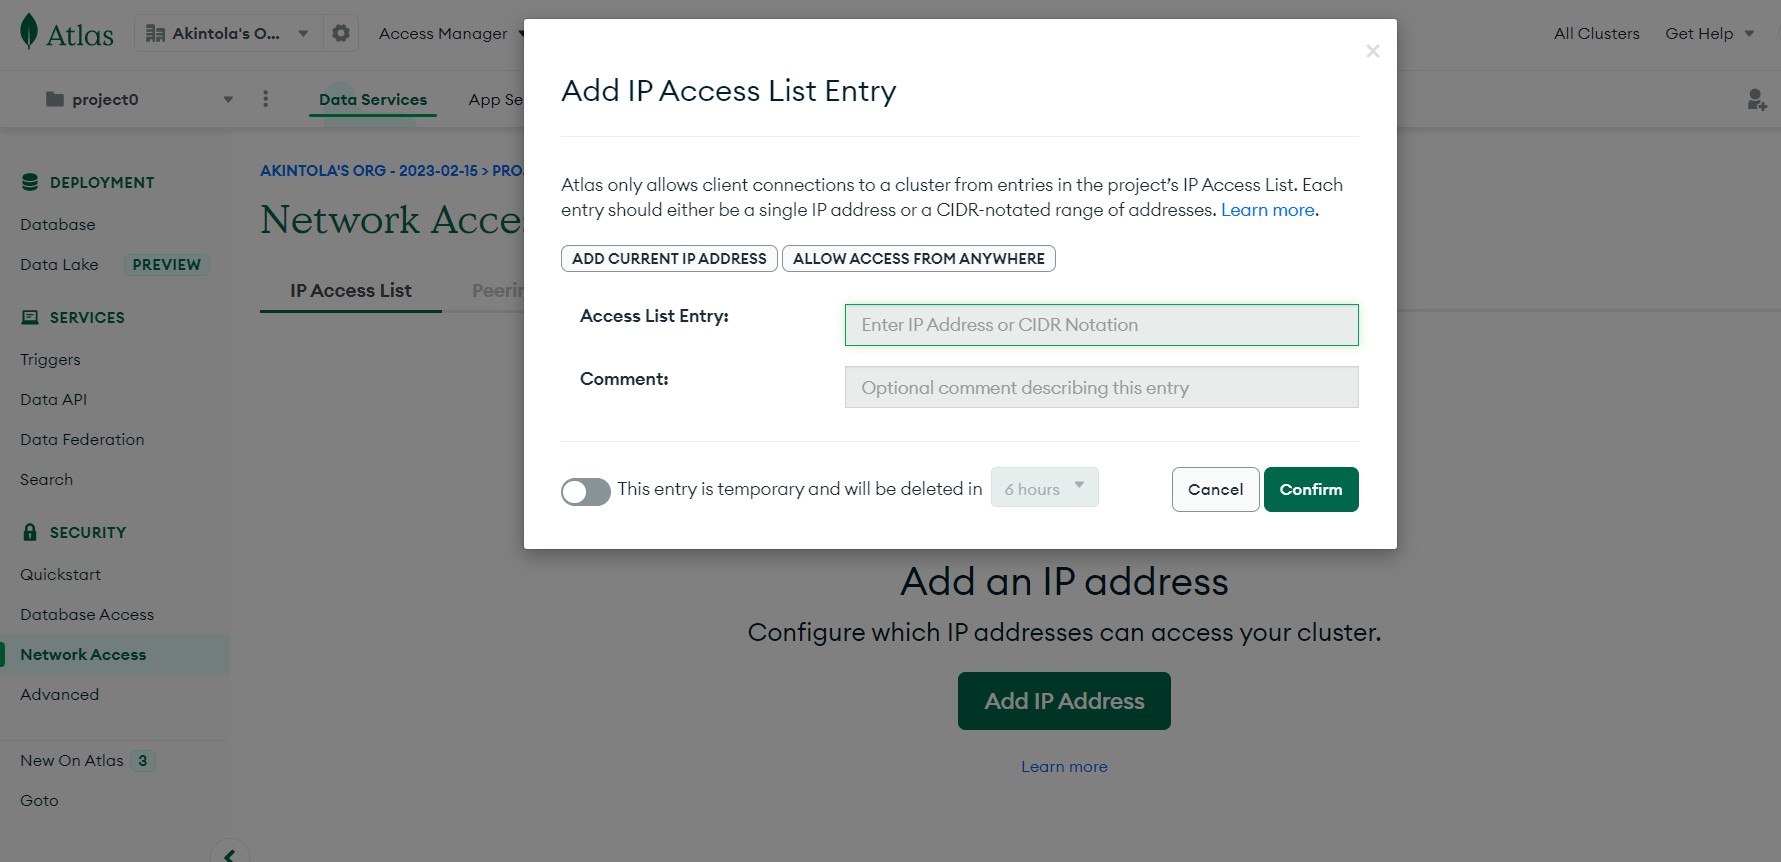 Atlas
Akintola's O...
Access Manager
All Clusters
Get Help
project0
Data Services
App Se
DEPLOYMENT
Database
Data Lake PREVIEW
SERVICES
Triggers
Data API
Data Federation
Search
SECURITY
Quickstart
Database Access
Network Access
Advanced
New On Atlas 3
Goto
AKINTOLA'S ORG - 2023-02-15 > PRO
Network Acce
IP Access List
Peerin
×
Add IP Access List Entry
Atlas only allows client connections to a cluster from entries in the project’s IP Access List. Each
entry should either be a single IP address or a CIDR-notated range of addresses. Learn more.
ADD CURRENT IP ADDRESS
ALLOW ACCESS FROM ANYWHERE
Access List Entry:
Enter IP Address or CIDR Notation
Comment:
Optional comment describing this entry
This entry is temporary and will be deleted in 6 hours
Cancel
Confirm
Add an IP address
Configure which IP addresses can access your cluster.
Add IP Address
Learn more